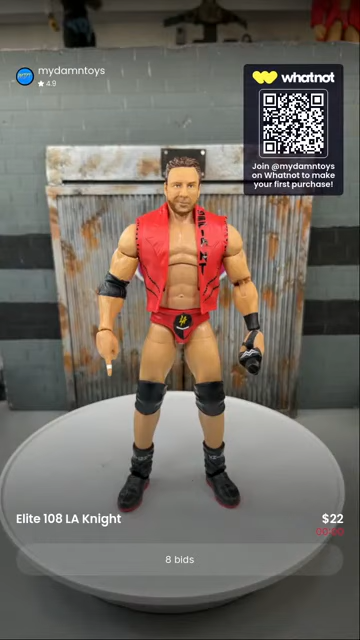 mydamntoys
4.9
whatnot
Join @mydamntoys
on Whatnot to make
your first purchase!
Elite 108 LA Knight
$22
8 bids